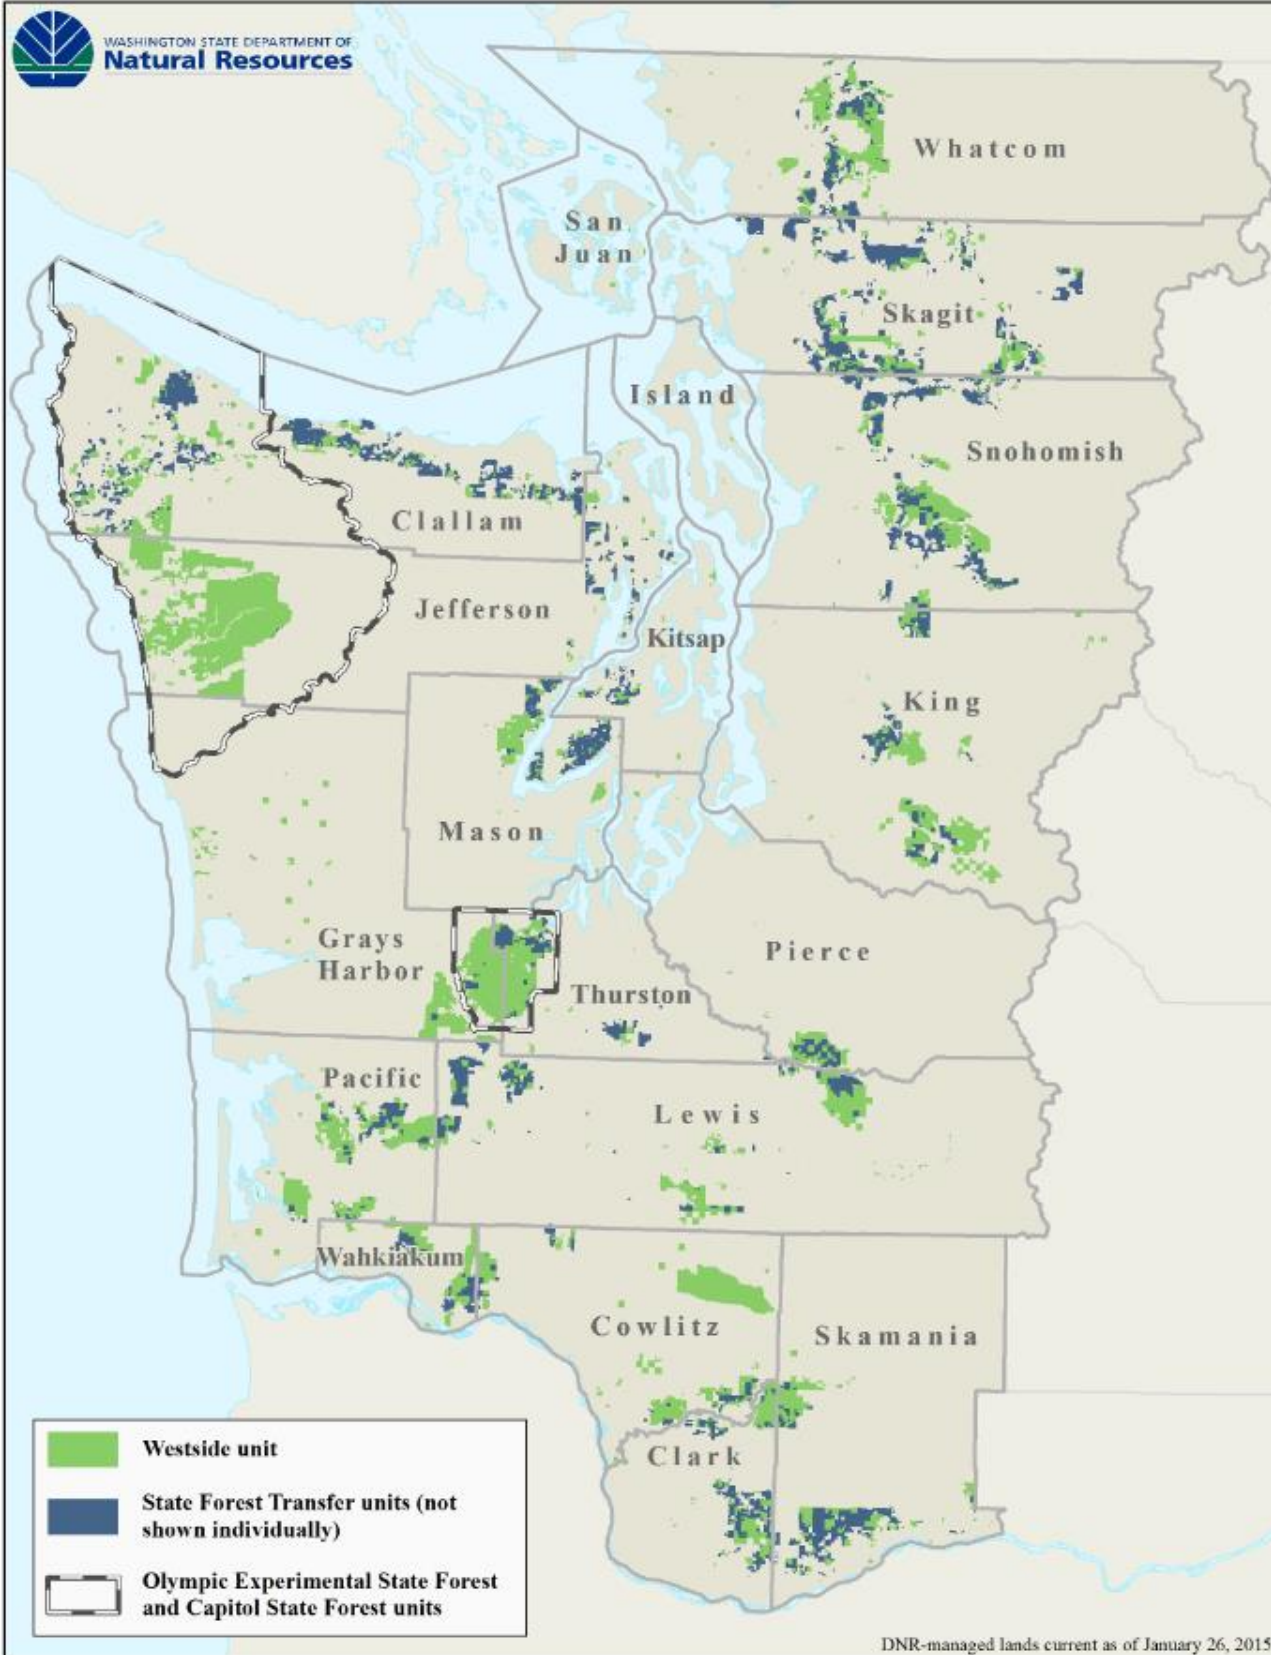 WASHINGTON STATE DEPARTMENT OF
Natural Resources
Whatcom
San
Juan
Skagit
Island
Snohomish
Clallam
Jefferson
Kitsap
King
Mason
Grays
Harbor
Pierce
Thurston
Pacific
Lewis
Wahkiakum
Cowlitz
Skamania
Clark
Westside unit
State Forest Transfer units (not
shown individually)
Olympic Experimental State Forest
and Capitol State Forest units
DNR-managed lands current as of January 26, 2015